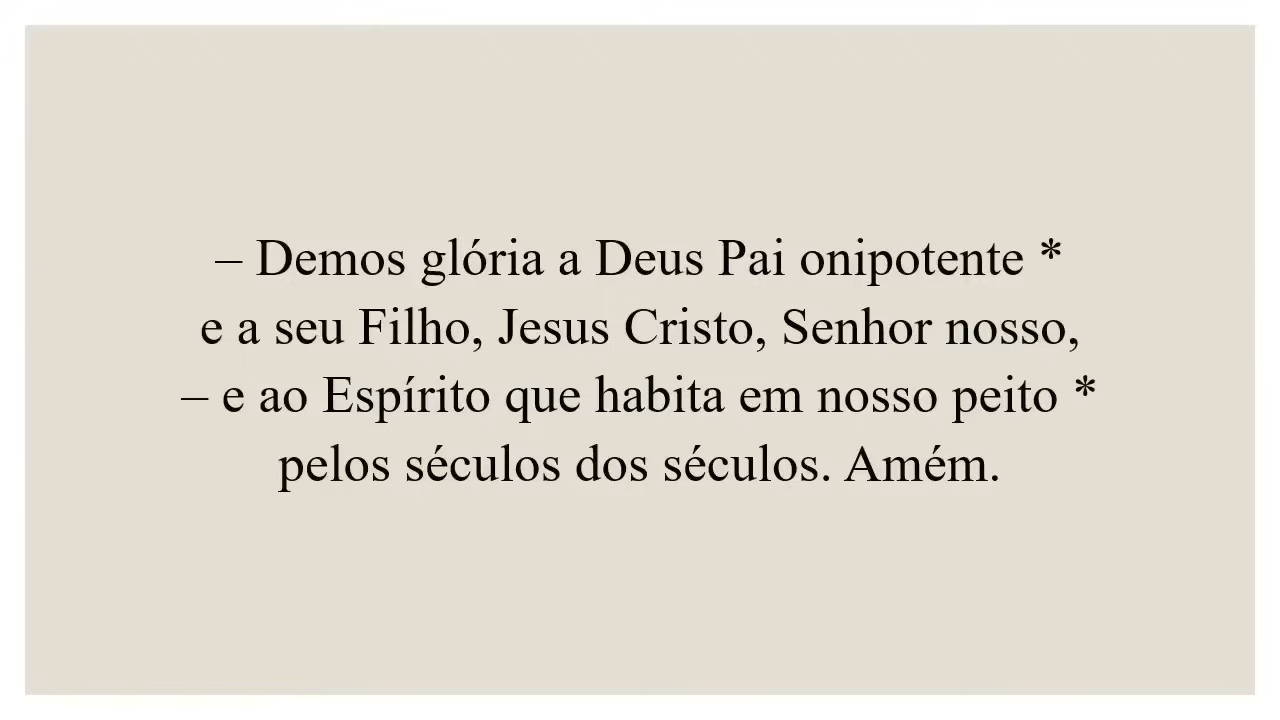 – Demos glória a Deus Pai onipotente *
e a seu Filho, Jesus Cristo, Senhor nosso,
– e ao Espírito que habita em nosso peito *
pelos séculos dos séculos. Amém.